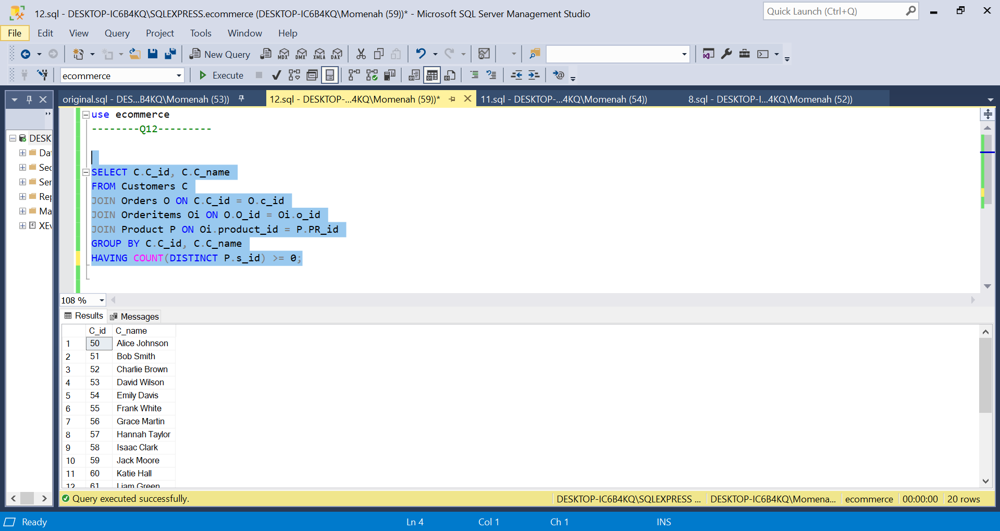 12.sql - DESKTOP-IC6B4KQ\SQLEXPRESS.ecommerce (DESKTOP-IC6B4KQ\Momenah (59))* - Microsoft SQL Server Management Studio
Quick Launch (Ctrl+Q)
File Edit View Query Project Tools Window Help
New Query MDX DMX XMLA DAX
ecommerce Execute
original.sql - DES...B4KQ\Momenah (53)) 12.sql - DESKTOP-...4KQ\Momenah (59))* 11.sql - DESKTOP-...4KQ\Momenah (54)) 8.sql - DESKTOP-I...4KQ\Momenah (52))
DESK
Dat
Sec
Ser
Rep
Ma
XEv
use ecommerce
--------Q12---------
SELECT C.C_id, C.C_name
FROM Customers C
JOIN Orders O ON C.C_id = O.c_id
JOIN Orderitems Oi ON O.O_id = Oi.o_id
JOIN Product P ON Oi.product_id = P.PR_id
GROUP BY C.C_id, C.C_name
HAVING COUNT(DISTINCT P.s_id) >= 0;
108 %
Results Messages
C_id C_name
1 50 Alice Johnson
2 51 Bob Smith
3 52 Charlie Brown
4 53 David Wilson
5 54 Emily Davis
6 55 Frank White
7 56 Grace Martin
8 57 Hannah Taylor
9 58 Isaac Clark
10 59 Jack Moore
11 60 Katie Hall
12 61 Liam Green
Query executed successfully. DESKTOP-IC6B4KQ\SQLEXPRESS ... DESKTOP-IC6B4KQ\Momena... ecommerce 00:00:00 20 rows
Ready Ln 4 Col 1 Ch 1 INS